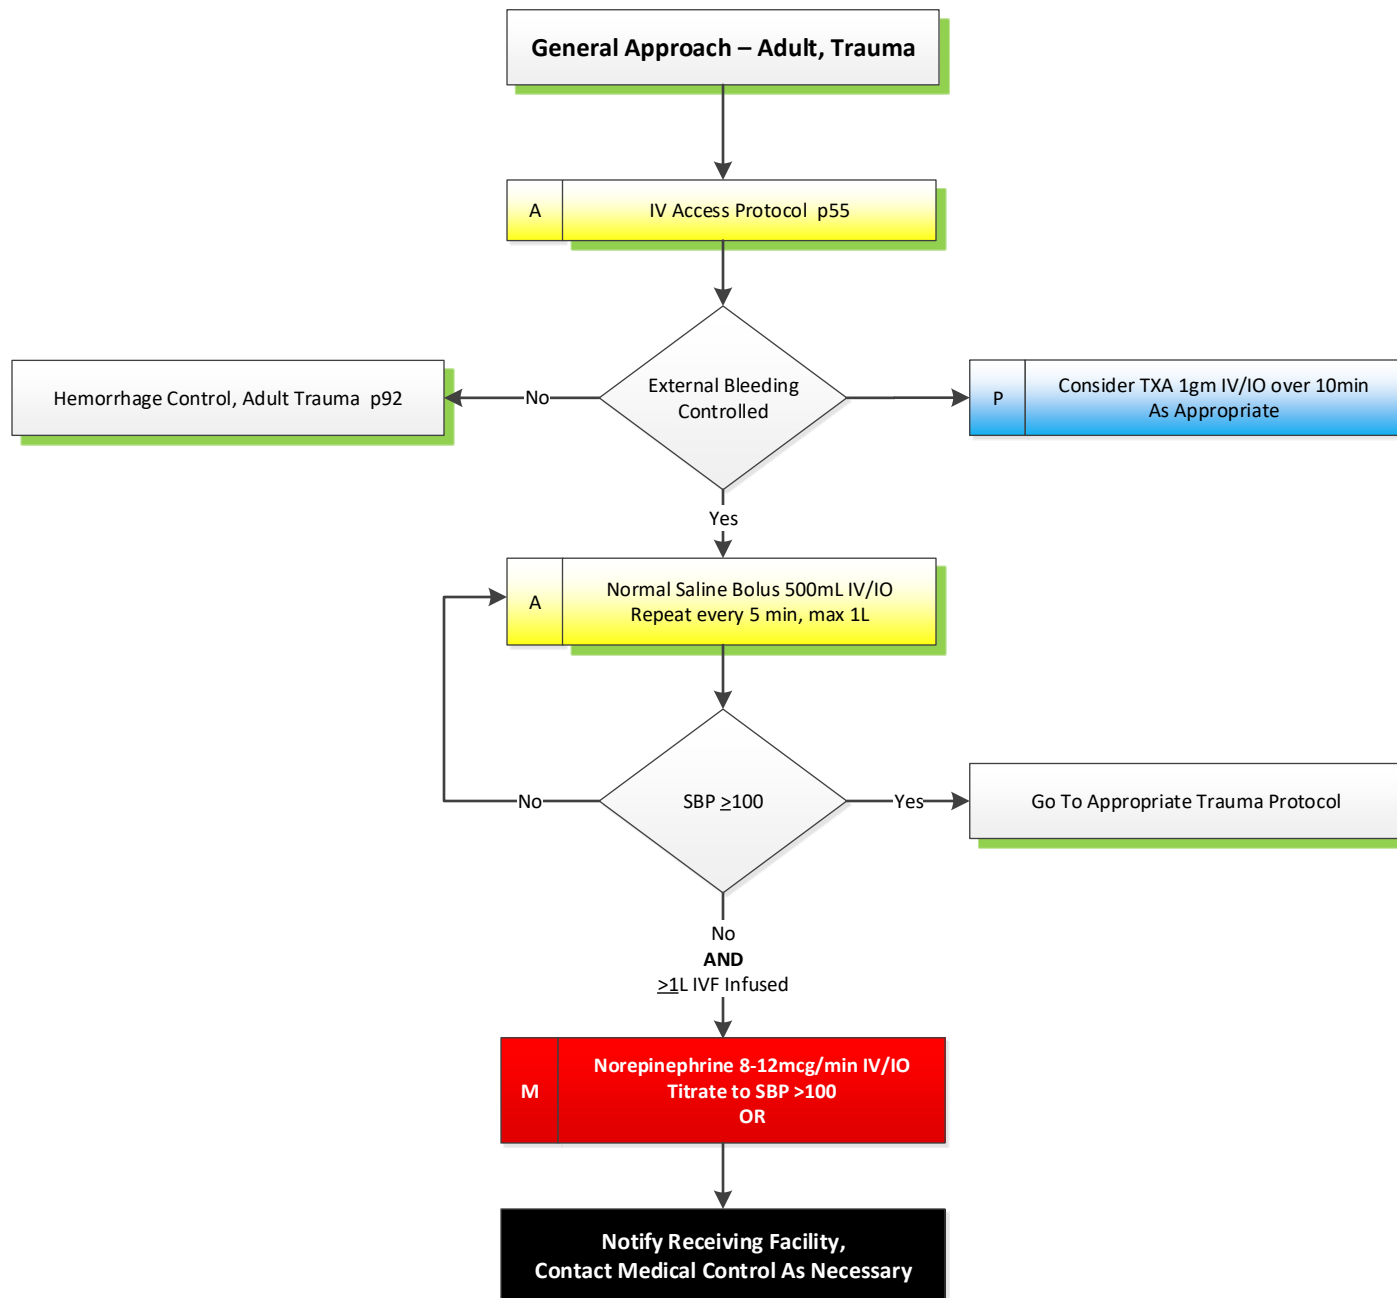 General Approach – Adult, Trauma
A
IV Access Protocol  p55
External Bleeding
Controlled
No
Hemorrhage Control, Adult Trauma  p92
P
Consider TXA 1gm IV/IO over 10min
As Appropriate
Yes
A
Normal Saline Bolus 500mL IV/IO
Repeat every 5 min, max 1L
SBP ≥100
No
Yes
Go To Appropriate Trauma Protocol
No
AND
≥1L IVF Infused
M
Norepinephrine 8-12mcg/min IV/IO
Titrate to SBP >100
OR
Notify Receiving Facility,
Contact Medical Control As Necessary